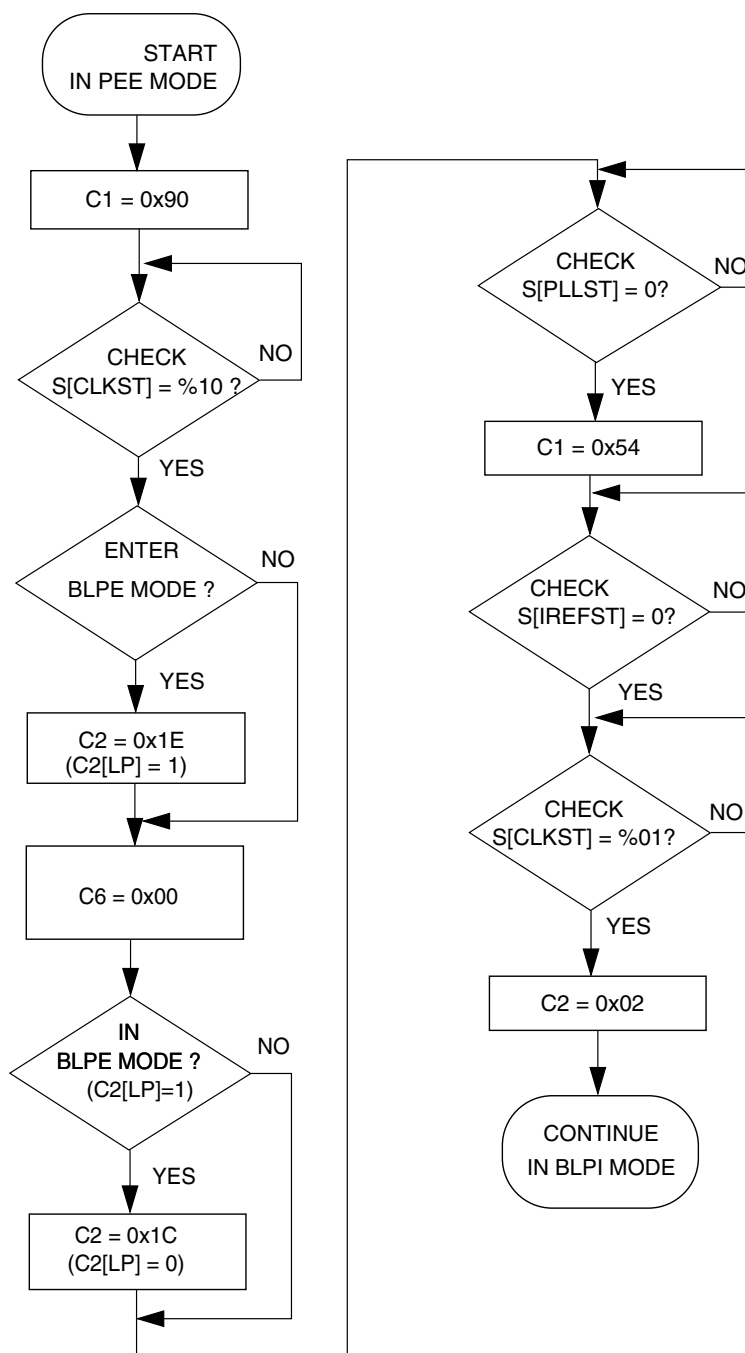 START
IN PEE MODE
C1 = 0x90
CHECK
S[CLKST] = %10 ?
NO
YES
ENTER
BLPE MODE ?
NO
YES
C2 = 0x1E
(C2[LP] = 1)
C6 = 0x00
IN
BLPE MODE ?
(C2[LP]=1)
NO
YES
C2 = 0x1C
(C2[LP] = 0)
CHECK
S[PLLST] = 0?
NO
YES
C1 = 0x54
CHECK
S[IREFST] = 0?
NO
YES
CHECK
S[CLKST] = %01?
NO
YES
C2 = 0x02
CONTINUE
IN BLPI MODE